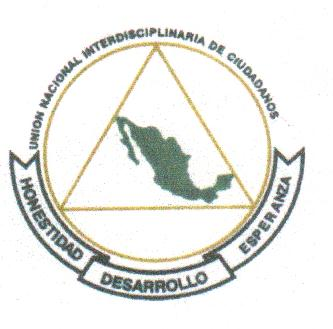 UNION NACIONAL INTERDISCIPLINARIA DE CIUDADANOS
HONESTIDAD
DESARROLLO
ESPERANZA